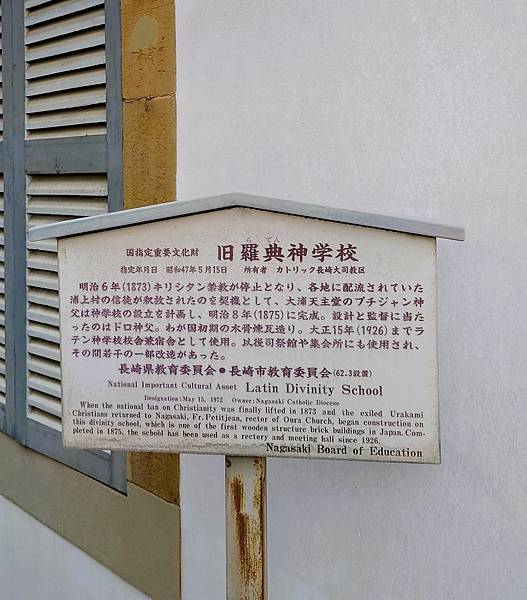 国指定重要文化財 旧羅典神学校
らてん
指定年月日 昭和47年5月15日 所有者 カトリック長崎大司教区
明治6年(1873)キリシタン禁教が停止となり、各地に配流されていた
浦上村の信徒が釈放されたのを契機として、大浦天主堂のプチジャン神
父は神学校の設立を計画し、明治8年(1875)に完成。設計と監督に当た
ったのはドロ神父。わが国初期の木骨煉瓦造り。大正15年(1926)までラ
テン神学校校舎兼宿舎として使用。以後司祭館や集会所にも使用され、
その間若干の一部改造があった。
長崎県教育委員会●長崎市教育委員会(62.3設置)
National Important Cultural Asset Latin Divinity School
Designation: May 15, 1972 Owner: Nagasaki Catholic Diocese
When the national ban on Christianity was finally lifted in 1873 and the exiled Urakami
Christians returned to Nagasaki, Fr. Petitjean, rector of Oura Church, began construction on
this divinity school, which is one of the first wooden structure brick buildings in Japan. Com-
pleted in 1875, the school has been used as a rectory and meeting hall since 1926.
Nagasaki Board of Education